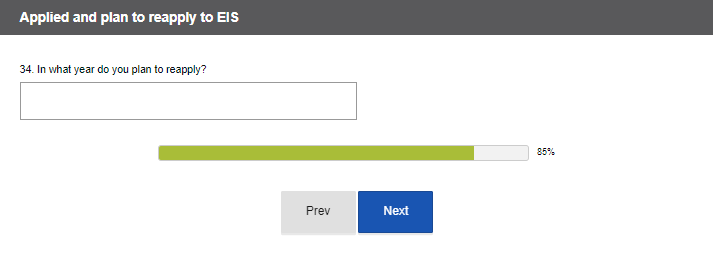 Applied and plan to reapply to EIS
34. In what year do you plan to reapply?
85%
Prev
Next